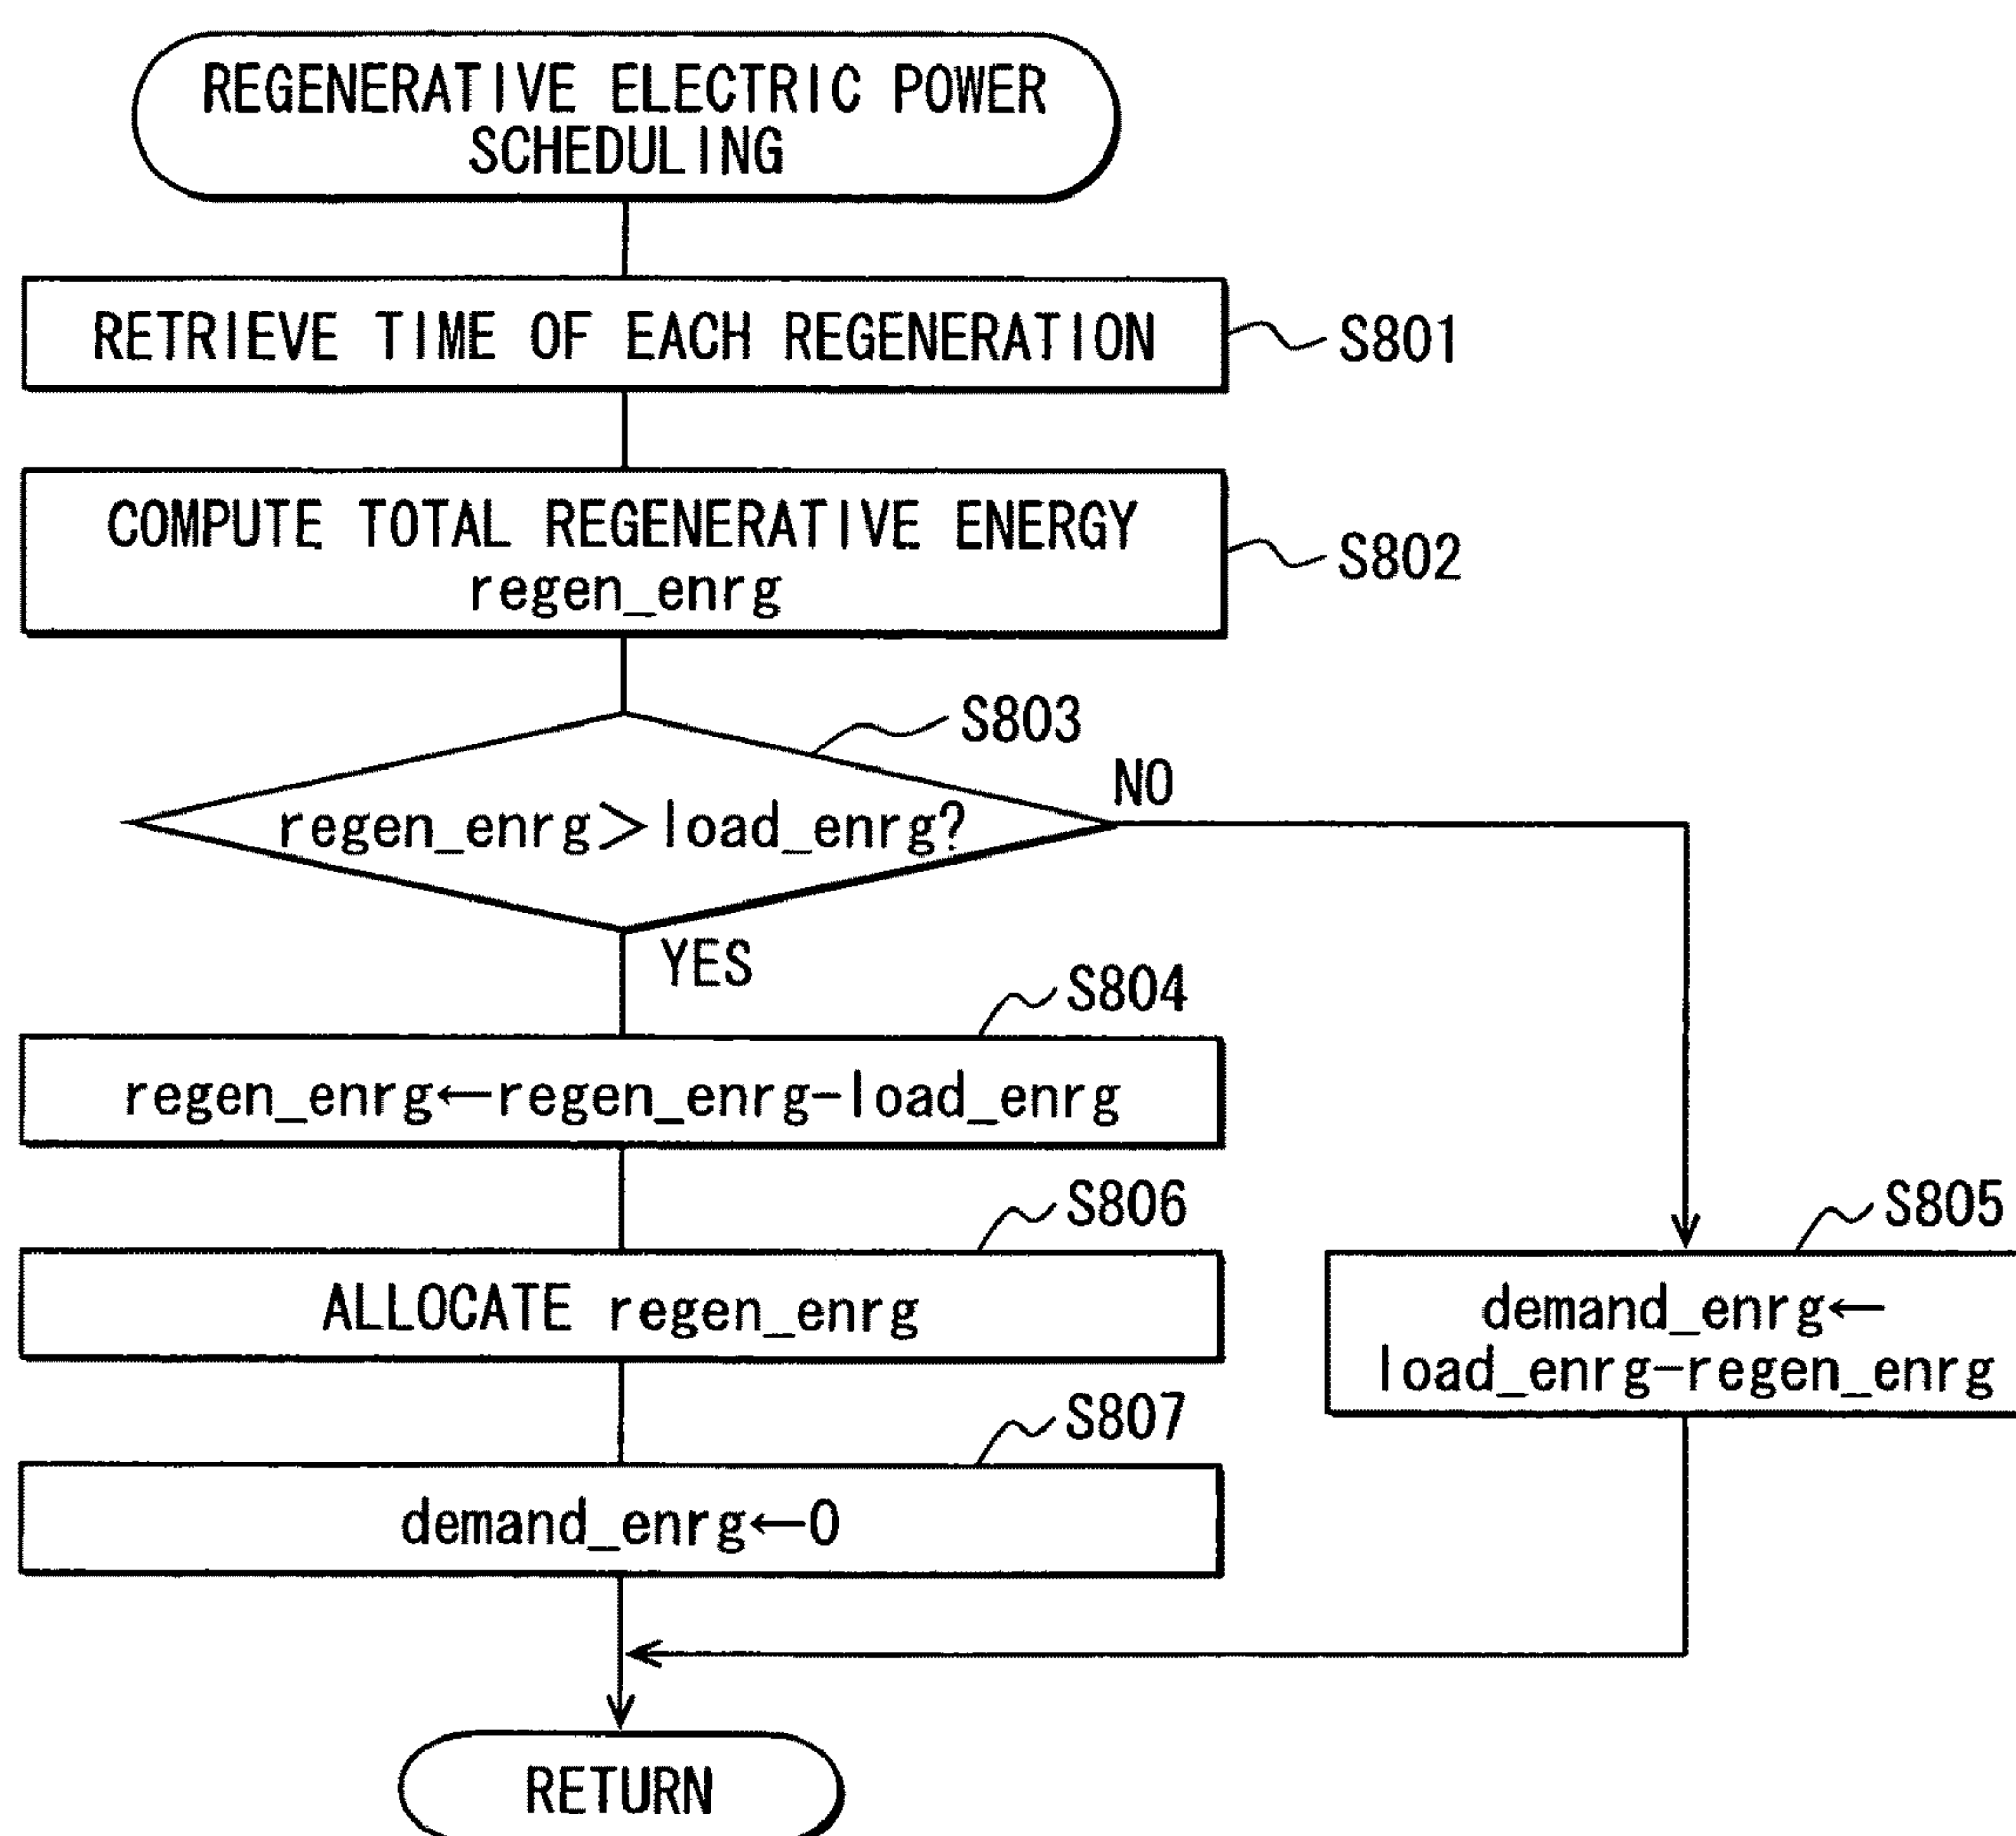 REGENERATIVE ELECTRIC POWER
SCHEDULING
RETRIEVE TIME OF EACH REGENERATION
S801
COMPUTE TOTAL REGENERATIVE ENERGY
regen_enrg
S802
S803
regen_enrg>load_enrg?
NO
YES
S804
regen_enrg←regen_enrg-load_enrg
S806
ALLOCATE regen_enrg
S805
demand_enrg←
load_enrg-regen_enrg
S807
demand_enrg←0
RETURN